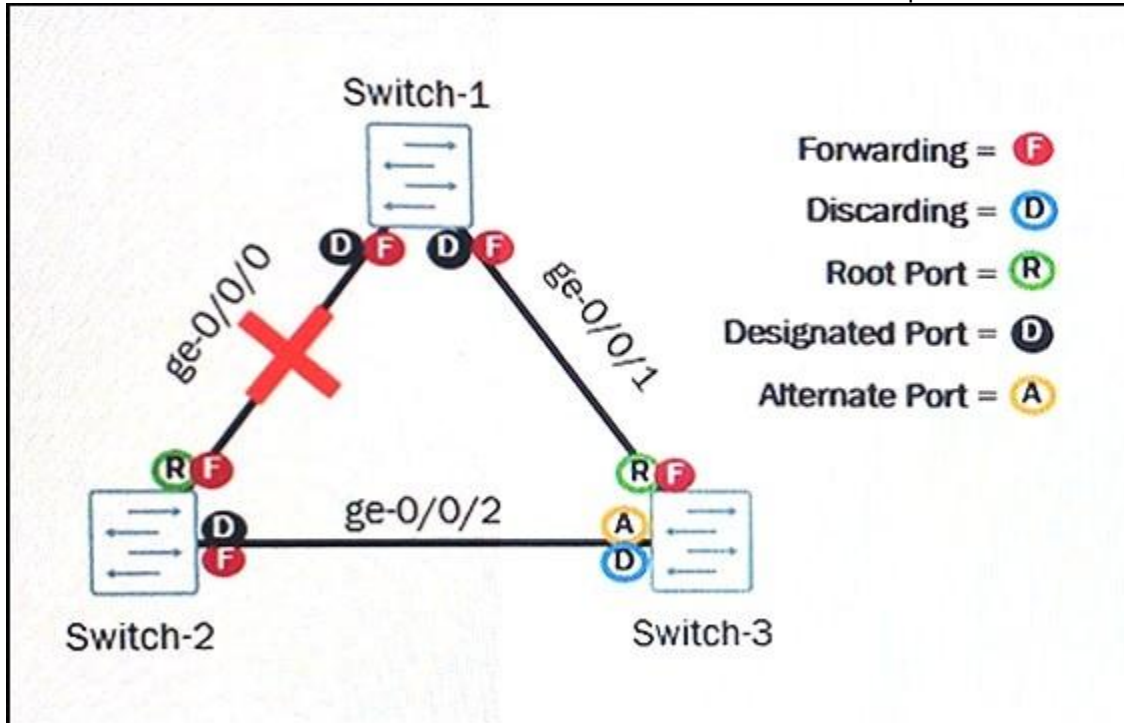 Switch-1
Forwarding = F
Discarding = D
Root Port = R
Designated Port = D
Alternate Port = A
D F D F
ge-0/0/0
ge-0/0/1
R F
R F
D
F
ge-0/0/2
A
D
Switch-2
Switch-3